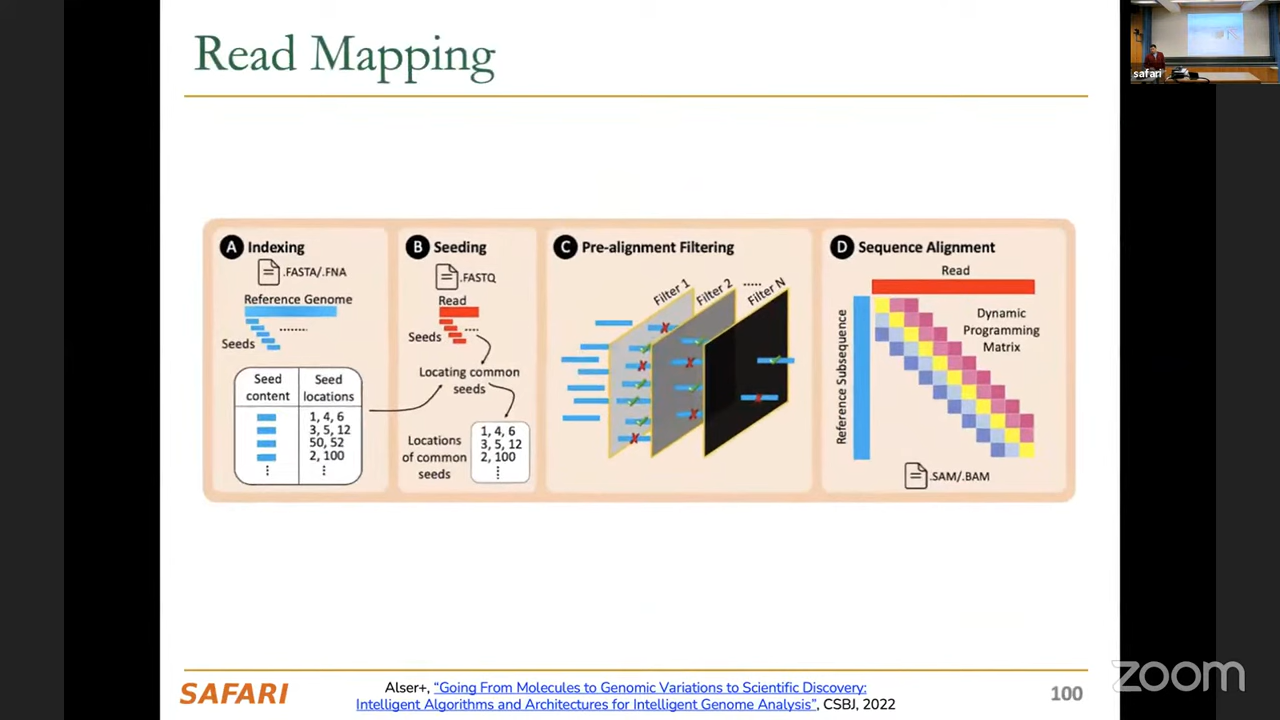 Read Mapping
safari
A Indexing
.FASTA/.FNA
Reference Genome
........
Seeds
Seed content
Seed locations
1, 4, 6
3, 5, 12
50, 52
2, 100
⋮
⋮
B Seeding
.FASTQ
Read
....
Seeds
Locating common
seeds
Locations
of common
seeds
1, 4, 6
3, 5, 12
2, 100
⋮
C Pre-alignment Filtering
Filter 1
Filter 2
.....
Filter N
D Sequence Alignment
Read
Reference Subsequence
Dynamic
Programming
Matrix
.SAM/.BAM
SAFARI
Alser+, “Going From Molecules to Genomic Variations to Scientific Discovery:
Intelligent Algorithms and Architectures for Intelligent Genome Analysis”, CSBJ, 2022
100
zoom